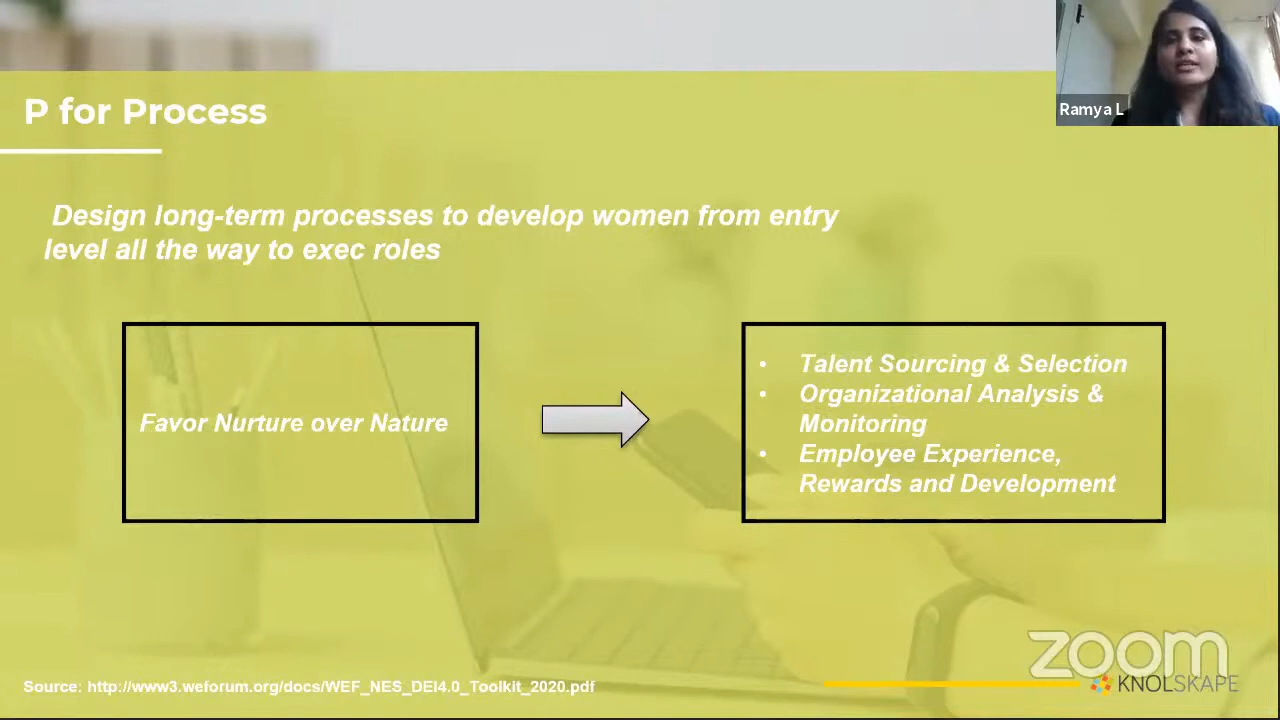 P for Process
Ramya L
Design long-term processes to develop women from entry
level all the way to exec roles
Favor Nurture over Nature
• Talent Sourcing & Selection
• Organizational Analysis &
Monitoring
• Employee Experience,
Rewards and Development
zoom
KNOLSKAPE
Source: http://www3.weforum.org/docs/WEF_NES_DEI4.0_Toolkit_2020.pdf